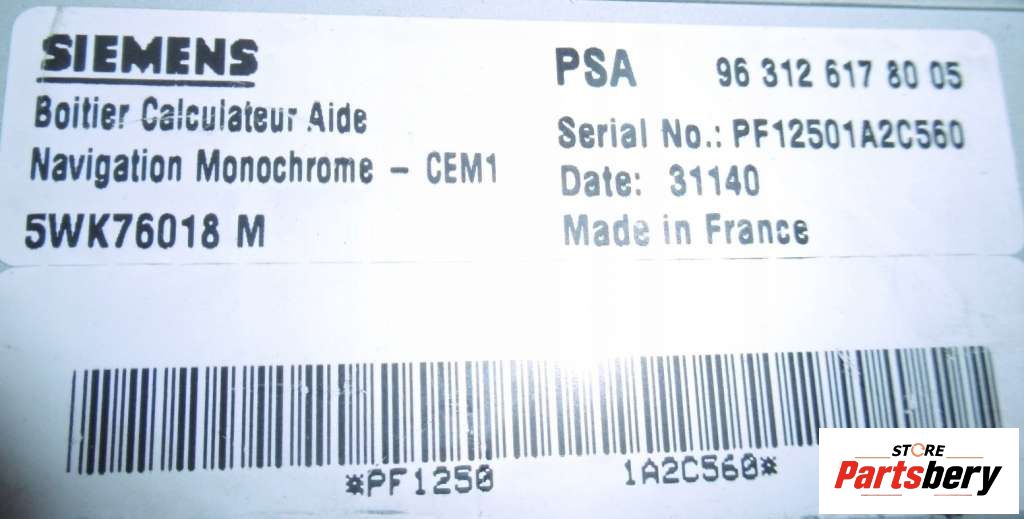 SIEMENS
Boitier Calculateur Aide
Navigation Monochrome - CEM1
5WK76018 M
PSA 96 312 617 80 05
Serial No.: PF12501A2C560
Date: 31140
Made in France
*PF1250 1A2C560*
STORE
Partsbery